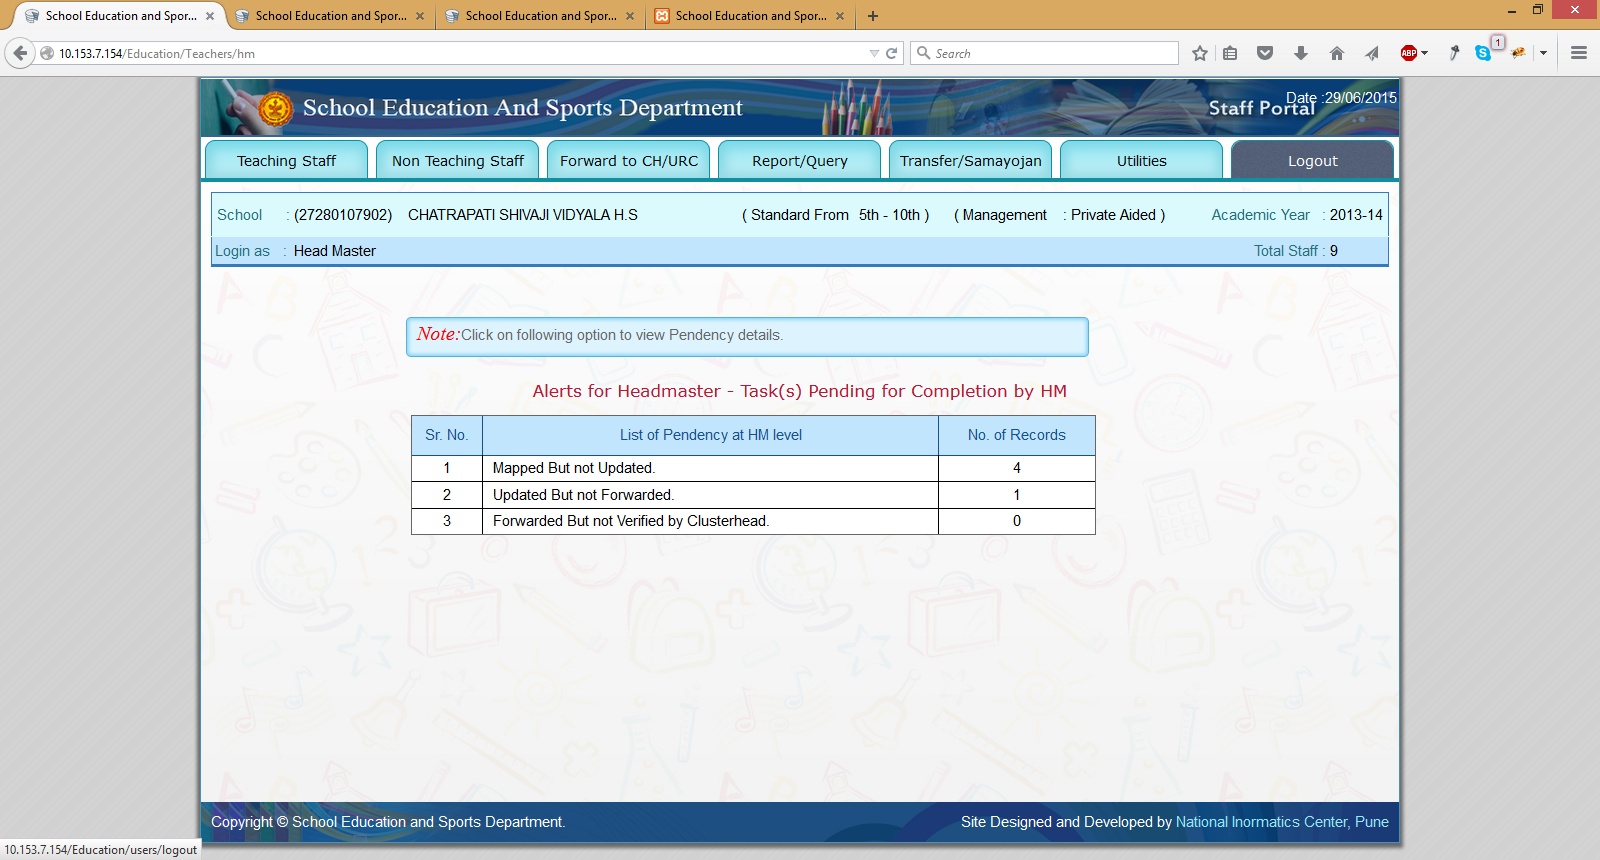 School Education and Spor...
School Education and Spor...
School Education and Spor...
School Education and Spor...
10.153.7.154/Education/Teachers/hm
Search
ABP
S
1
School Education And Sports Department
Date :29/06/2015
Staff Portal
Teaching Staff
Non Teaching Staff
Forward to CH/URC
Report/Query
Transfer/Samayojan
Utilities
Logout
School : (27280107902) CHATRAPATI SHIVAJI VIDYALA H.S ( Standard From 5th - 10th ) ( Management : Private Aided ) Academic Year : 2013-14
Login as : Head Master Total Staff : 9
Note:Click on following option to view Pendency details.
Alerts for Headmaster - Task(s) Pending for Completion by HM
Sr. No. List of Pendency at HM level No. of Records
1 Mapped But not Updated. 4
2 Updated But not Forwarded. 1
3 Forwarded But not Verified by Clusterhead. 0
Copyright © School Education and Sports Department. Site Designed and Developed by National Inormatics Center, Pune
10.153.7.154/Education/users/logout